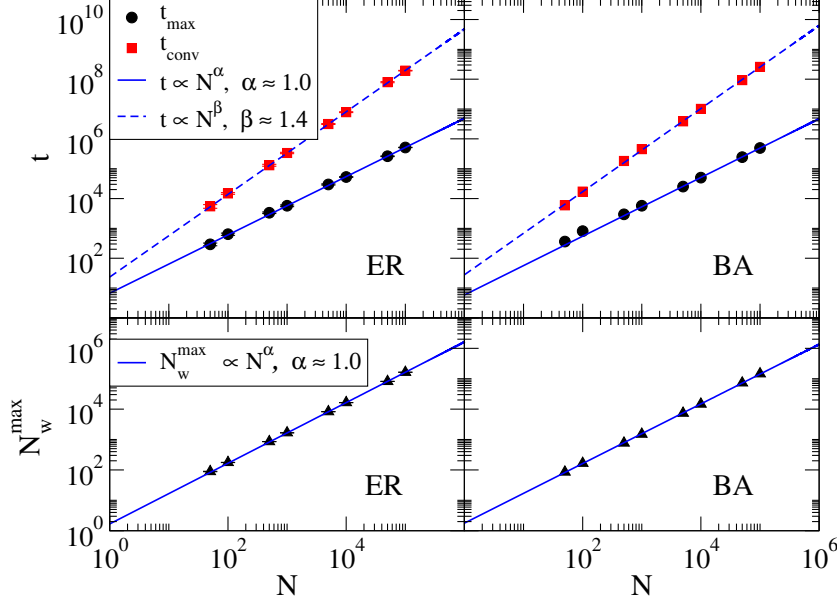 10^10
10^8
10^6
10^4
10^2
t
t_max
t_conv
t ∝ N^α, α ≈ 1.0
t ∝ N^β, β ≈ 1.4
ER
BA
10^6
10^4
10^2
10^0
N_w^max
N_w^max ∝ N^α, α ≈ 1.0
ER
BA
10^0
10^2
10^4
10^2
10^4
10^6
N
N